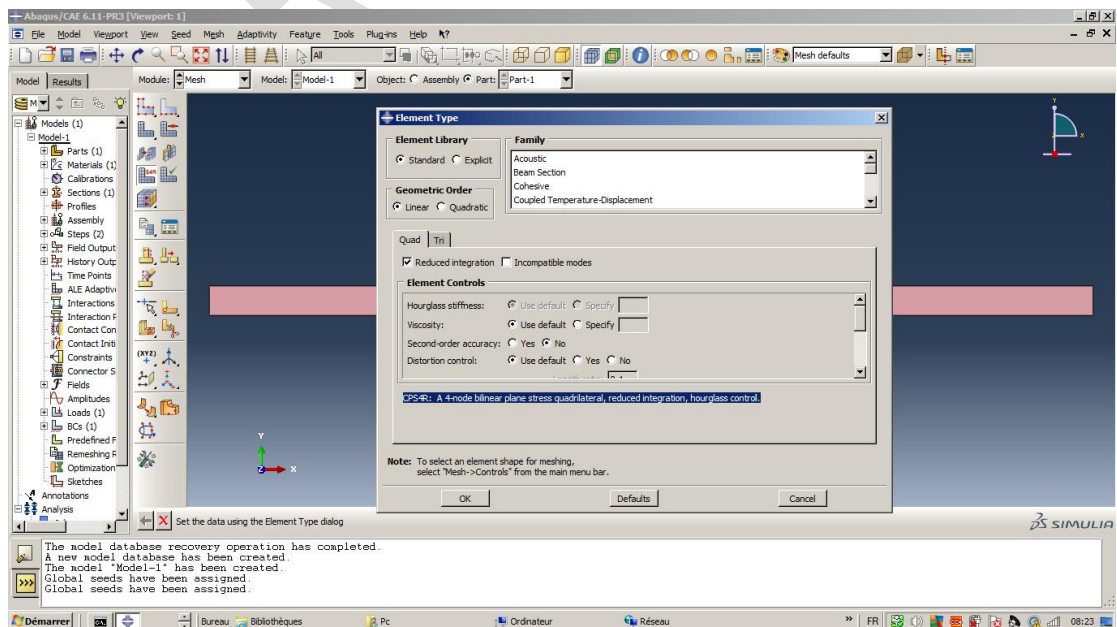 Abaqus/CAE 6.11-PR3 [Viewport: 1]
File Model Viewport View Seed Mesh Adaptivity Feature Tools Plug-ins Help
All
Mesh defaults
Model Results
Module: Mesh Model: Model-1 Object: Assembly Part: Part-1
Models (1)
Model-1
Parts (1)
Materials (1)
Calibrations
Sections (1)
Profiles
Assembly
Steps (2)
Field Output
History Outp
Time Points
ALE Adaptiv
Interactions
Interaction P
Contact Con
Contact Initi
Constraints
Connector S
Fields
Amplitudes
Loads (1)
BCs (1)
Predefined F
Remeshing R
Optimization
Sketches
Annotations
Analysis
(XYZ)
Element Type
Element Library
Standard Explicit
Geometric Order
Linear Quadratic
Family
Acoustic
Beam Section
Cohesive
Coupled Temperature-Displacement
Quad Tri
Reduced integration Incompatible modes
Element Controls
Hourglass stiffness: Use default Specify
Viscosity: Use default Specify
Second-order accuracy: Yes No
Distortion control: Use default Yes No
CPS4R: A 4-node bilinear plane stress quadrilateral, reduced integration, hourglass control.
Note: To select an element shape for meshing,
select "Mesh->Controls" from the main menu bar.
OK Defaults Cancel
Y
X
Z
Y
X
Set the data using the Element Type dialog
SIMULIA
The model database recovery operation has completed.
A new model database has been created.
The model "Model-1" has been created.
Global seeds have been assigned.
Global seeds have been assigned.
Démarrer Bureau Bibliothèques Pc Ordinateur Réseau FR 08:23